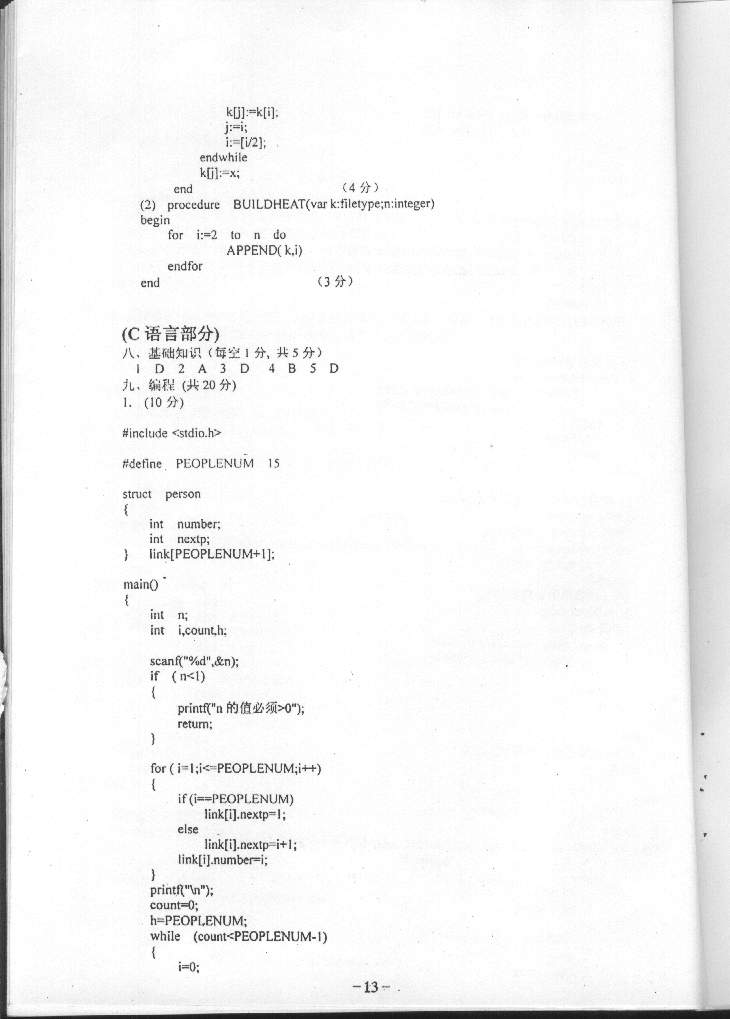 k[j]:=k[i];
j:=i;
i:=[i/2];
endwhile
k[j]:=x;
end （4 分）
(2) procedure BUILDHEAT(var k:filetype;n:integer)
begin
for i:=2 to n do
APPEND( k,i)
endfor
end （3 分）
(C 语言部分)
八、基础知识（每空 1 分, 共 5 分）
1 D 2 A 3 D 4 B 5 D
九、编程 (共 20 分)
1. (10 分)
#include <stdio.h>
#define PEOPLENUM 15
struct person
{
int number;
int nextp;
} link[PEOPLENUM+1];
main()
{
int n;
int i,count,h;
scanf("%d",&n);
if ( n<1)
{
printf("n 的值必须>0");
return;
}
for ( i=1;i<=PEOPLENUM;i++)
{
if (i==PEOPLENUM)
link[i].nextp=1;
else
link[i].nextp=i+1;
link[i].number=i;
}
printf("\n");
count=0;
h=PEOPLENUM;
while (count<PEOPLENUM-1)
{
i=0;
-13-